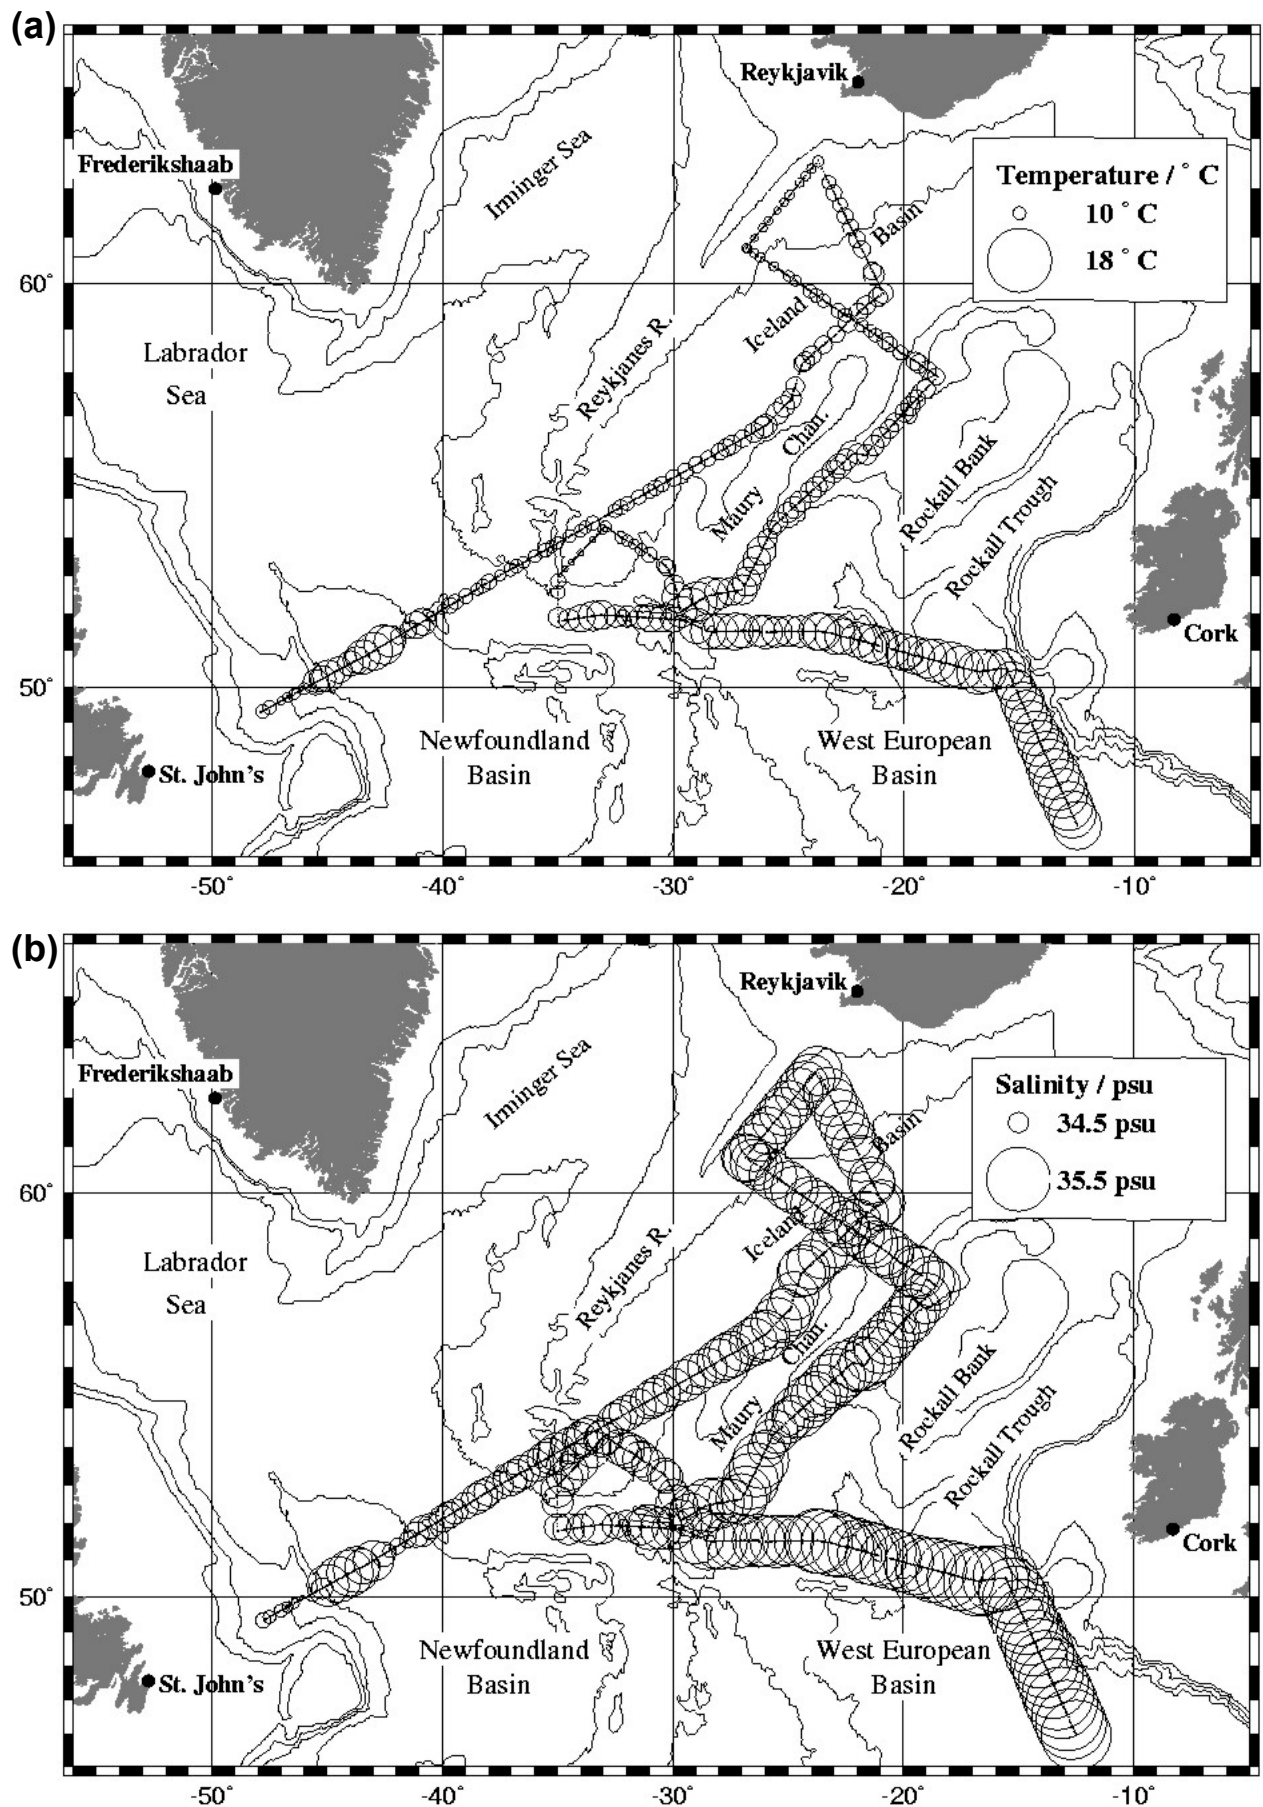 (a)
Reykjavik
Frederikshaab
Irminger Sea
Temperature / ° C
10 ° C
18 ° C
Basin
60°
Iceland
Labrador
Sea
Reykjanes R.
Chan.
Maury
Rockall Bank
Rockall Trough
Cork
50°
Newfoundland
Basin
West European
Basin
St. John's
-50°
-40°
-30°
-20°
-10°
(b)
Reykjavik
Frederikshaab
Irminger Sea
Salinity / psu
34.5 psu
35.5 psu
Basin
60°
Iceland
Labrador
Sea
Reykjanes R.
Chan.
Maury
Rockall Bank
Rockall Trough
Cork
50°
Newfoundland
Basin
West European
Basin
St. John's
-50°
-40°
-30°
-20°
-10°